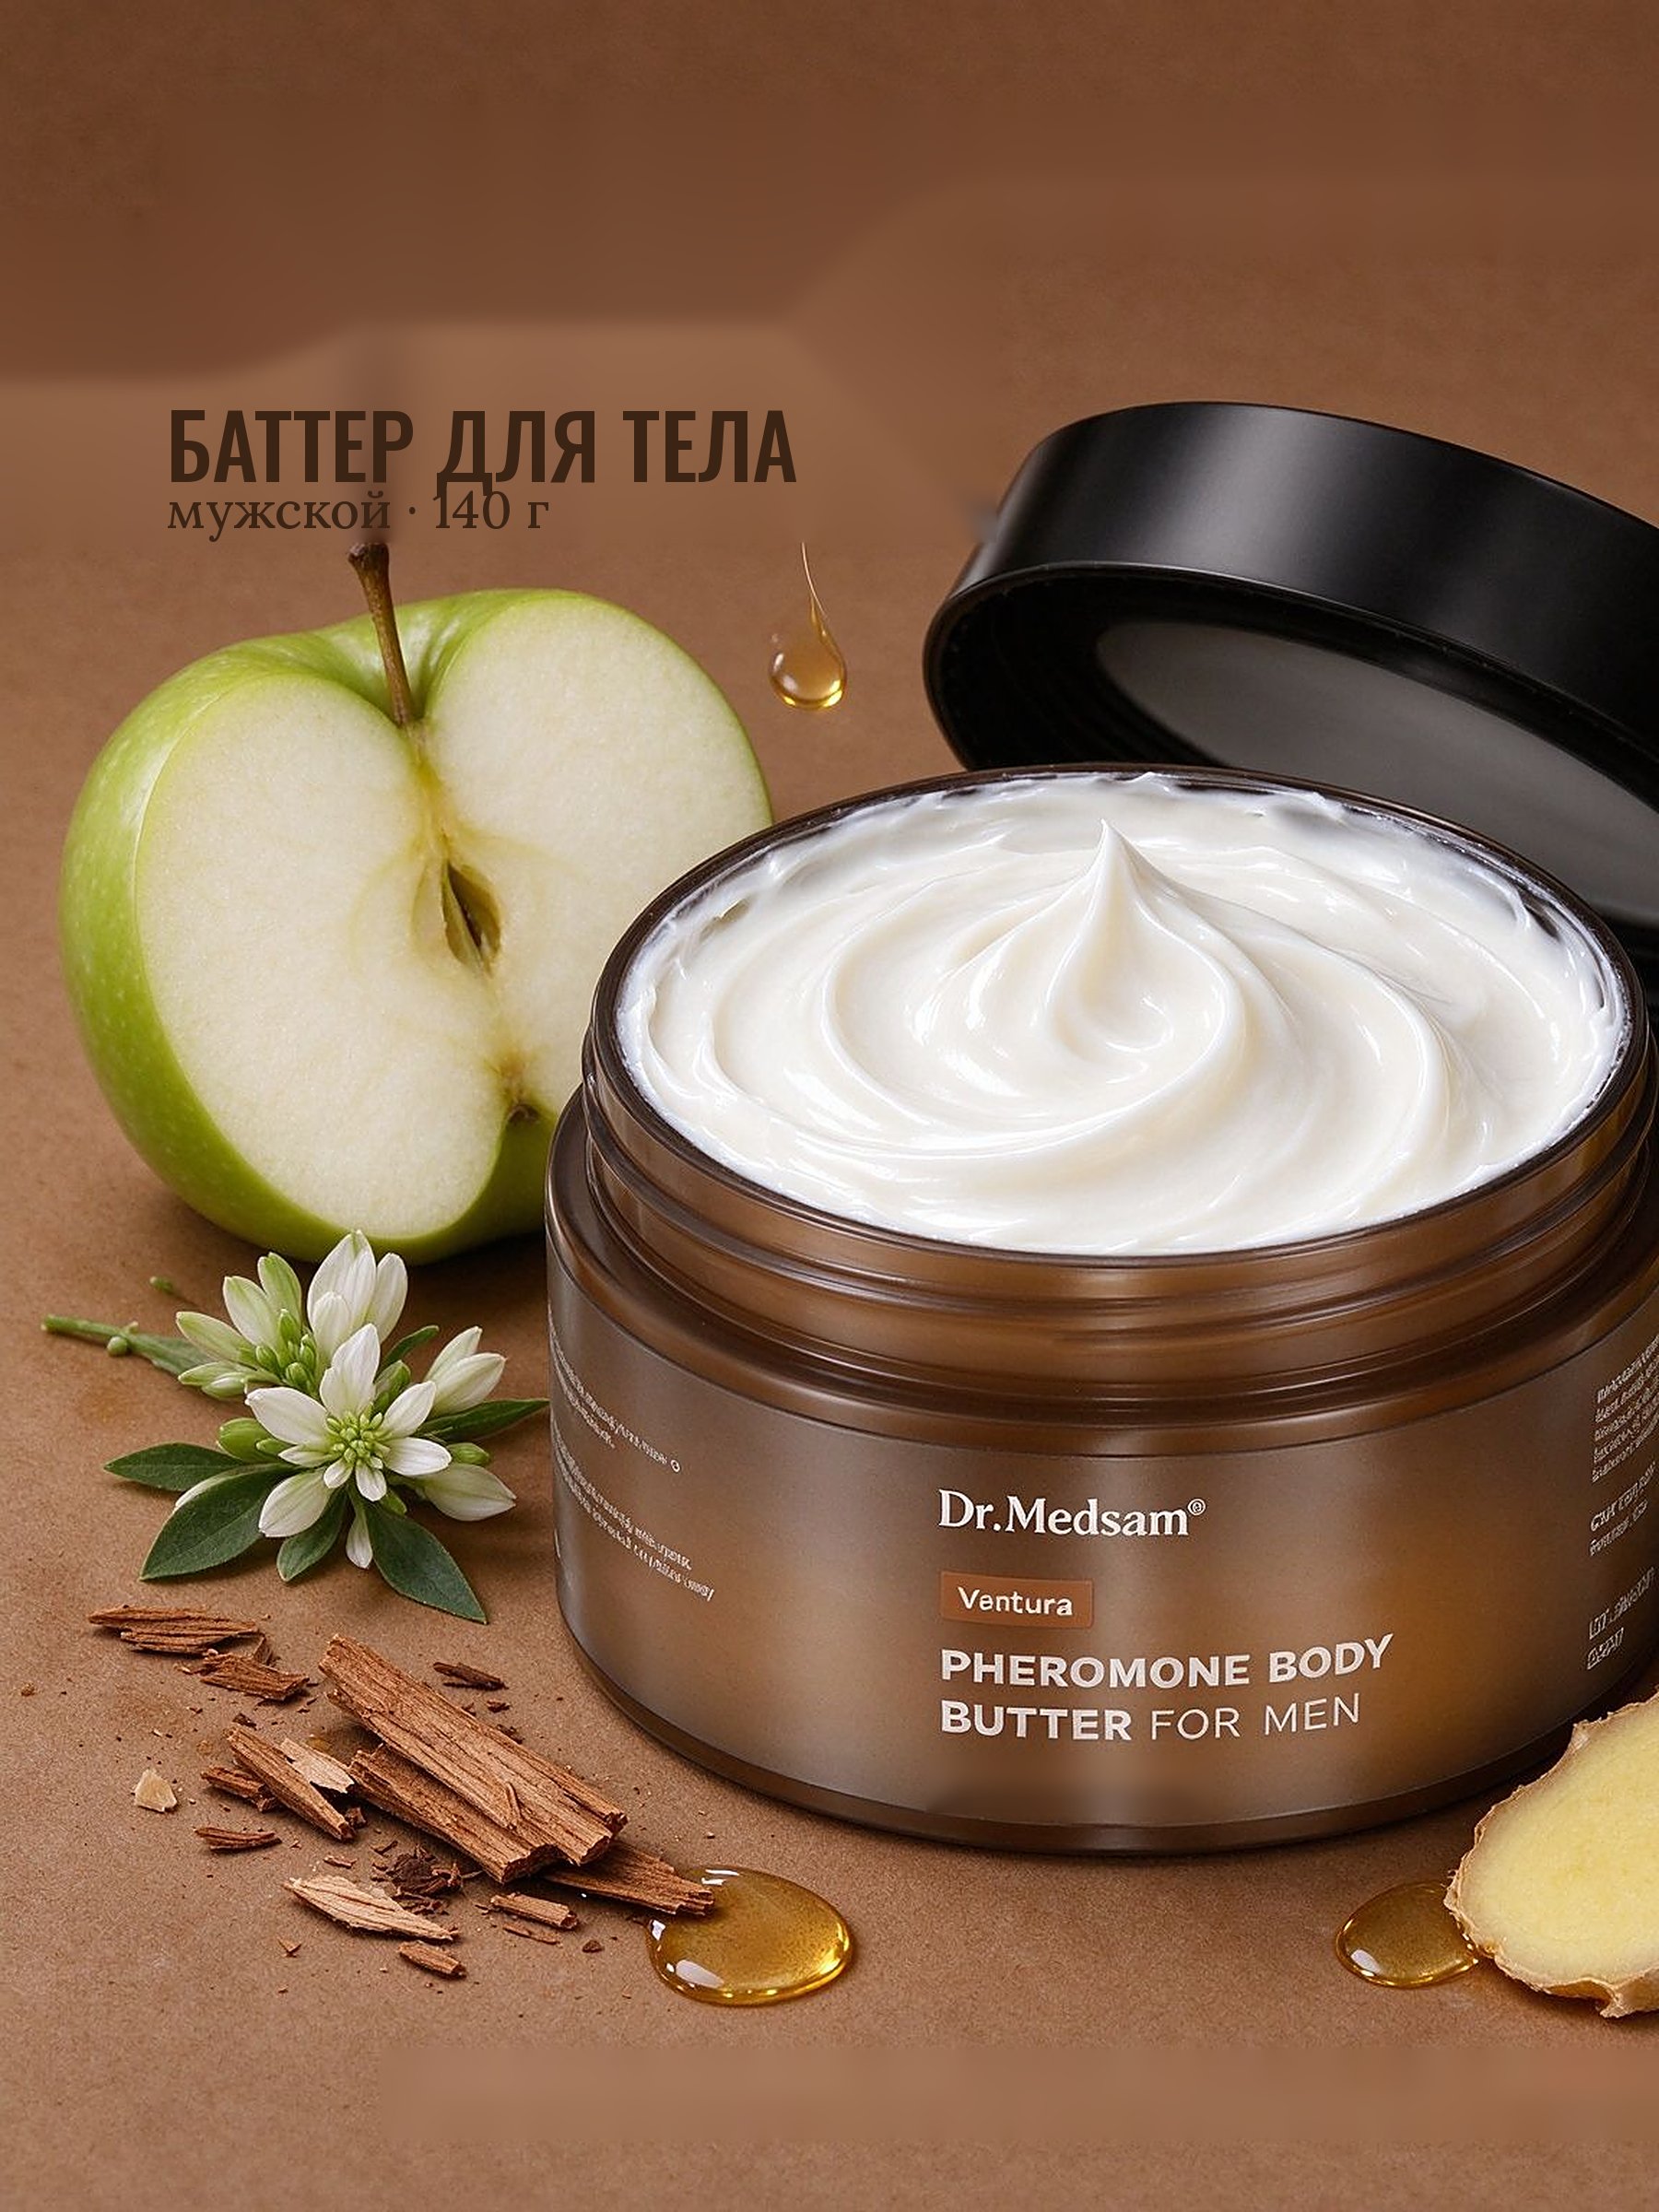 БАТТЕР ДЛЯ ТЕЛА
мужской · 140 г
Dr.Medsam®
Ventura
PHEROMONE BODY
BUTTER FOR MEN